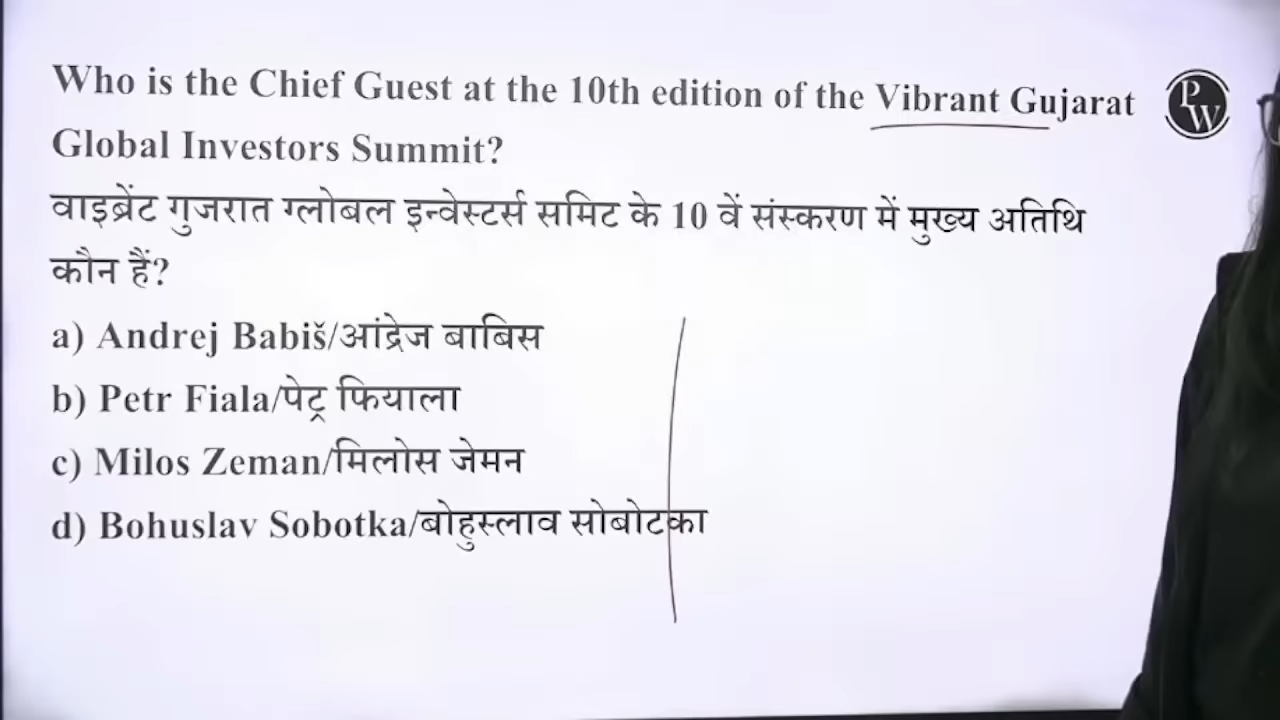 Who is the Chief Guest at the 10th edition of the Vibrant Gujarat
Global Investors Summit?
वाइब्रेंट गुजरात ग्लोबल इन्वेस्टर्स समिट के 10 वें संस्करण में मुख्य अतिथि
कौन हैं?
a) Andrej Babiš/आंद्रेज बाबिस
b) Petr Fiala/पेट्र फियाला
c) Milos Zeman/मिलोस जेमन
d) Bohuslav Sobotka/बोहुस्लाव सोबोटका
PW